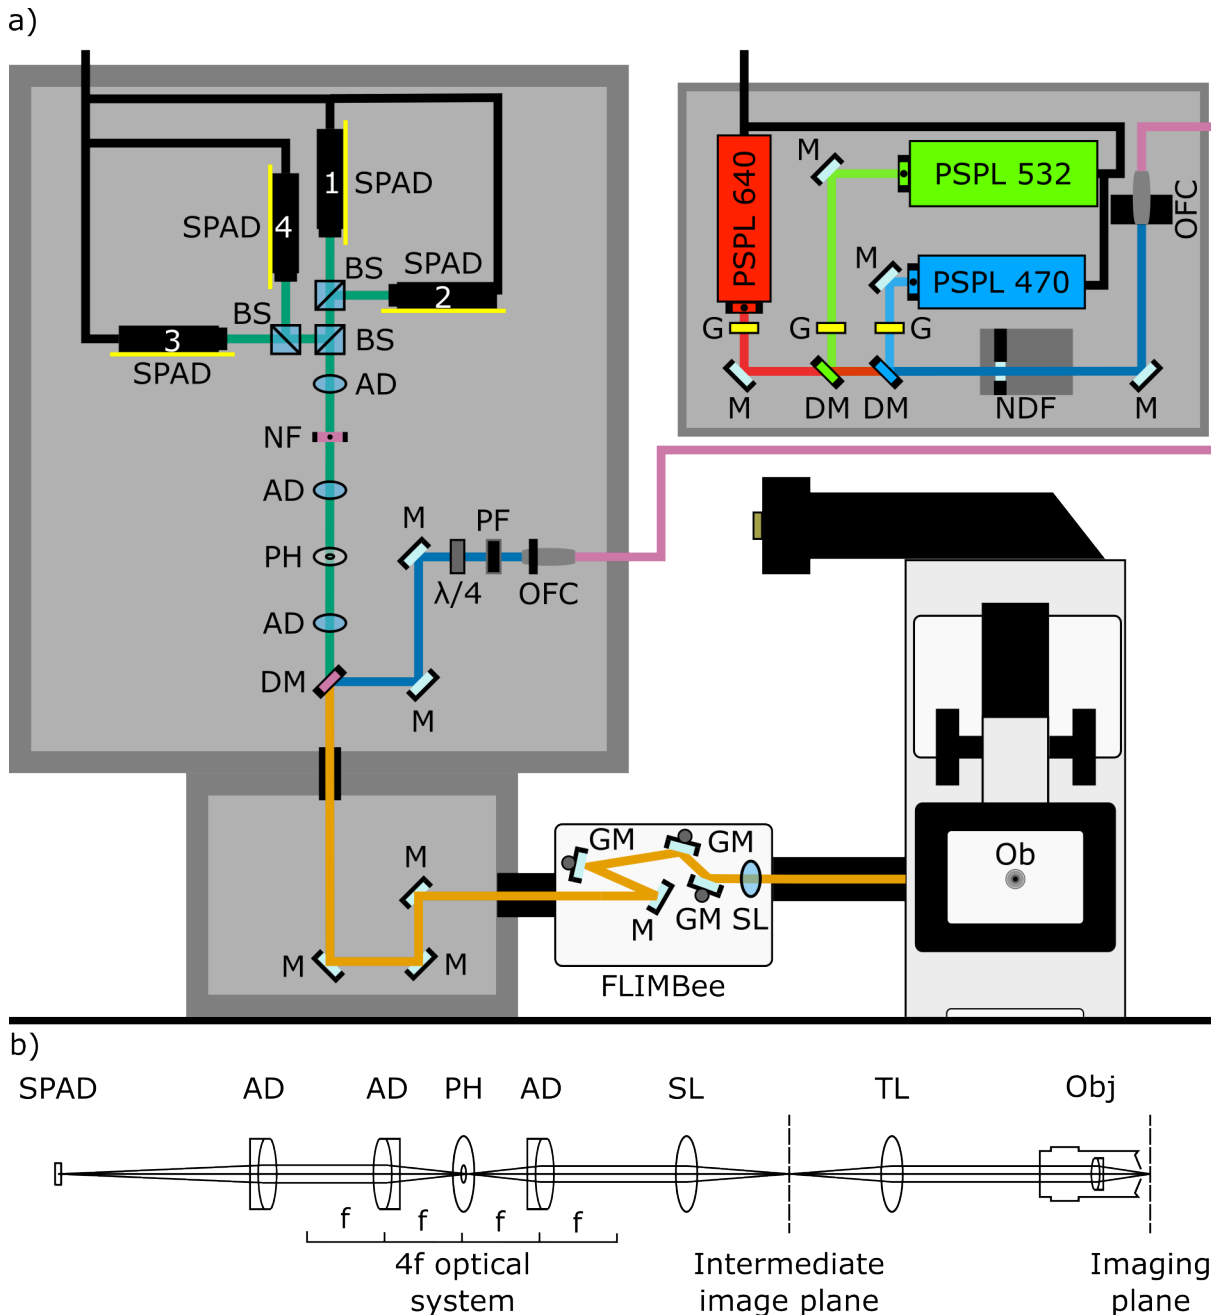 a)
1
SPAD
4
SPAD
BS
SPAD
2
BS
3
BS
SPAD
AD
NF
AD
M
PF
PH
λ/4
OFC
AD
DM
M
M
M
M
GM
GM
M
GM
SL
FLIMBee
PSPL 640
M
PSPL 532
OFC
M
PSPL 470
G
G
G
M
DM
DM
NDF
M
Ob
b)
SPAD
AD
AD
PH
AD
SL
TL
Obj
f
f
f
f
4f optical
system
Intermediate
image plane
Imaging
plane